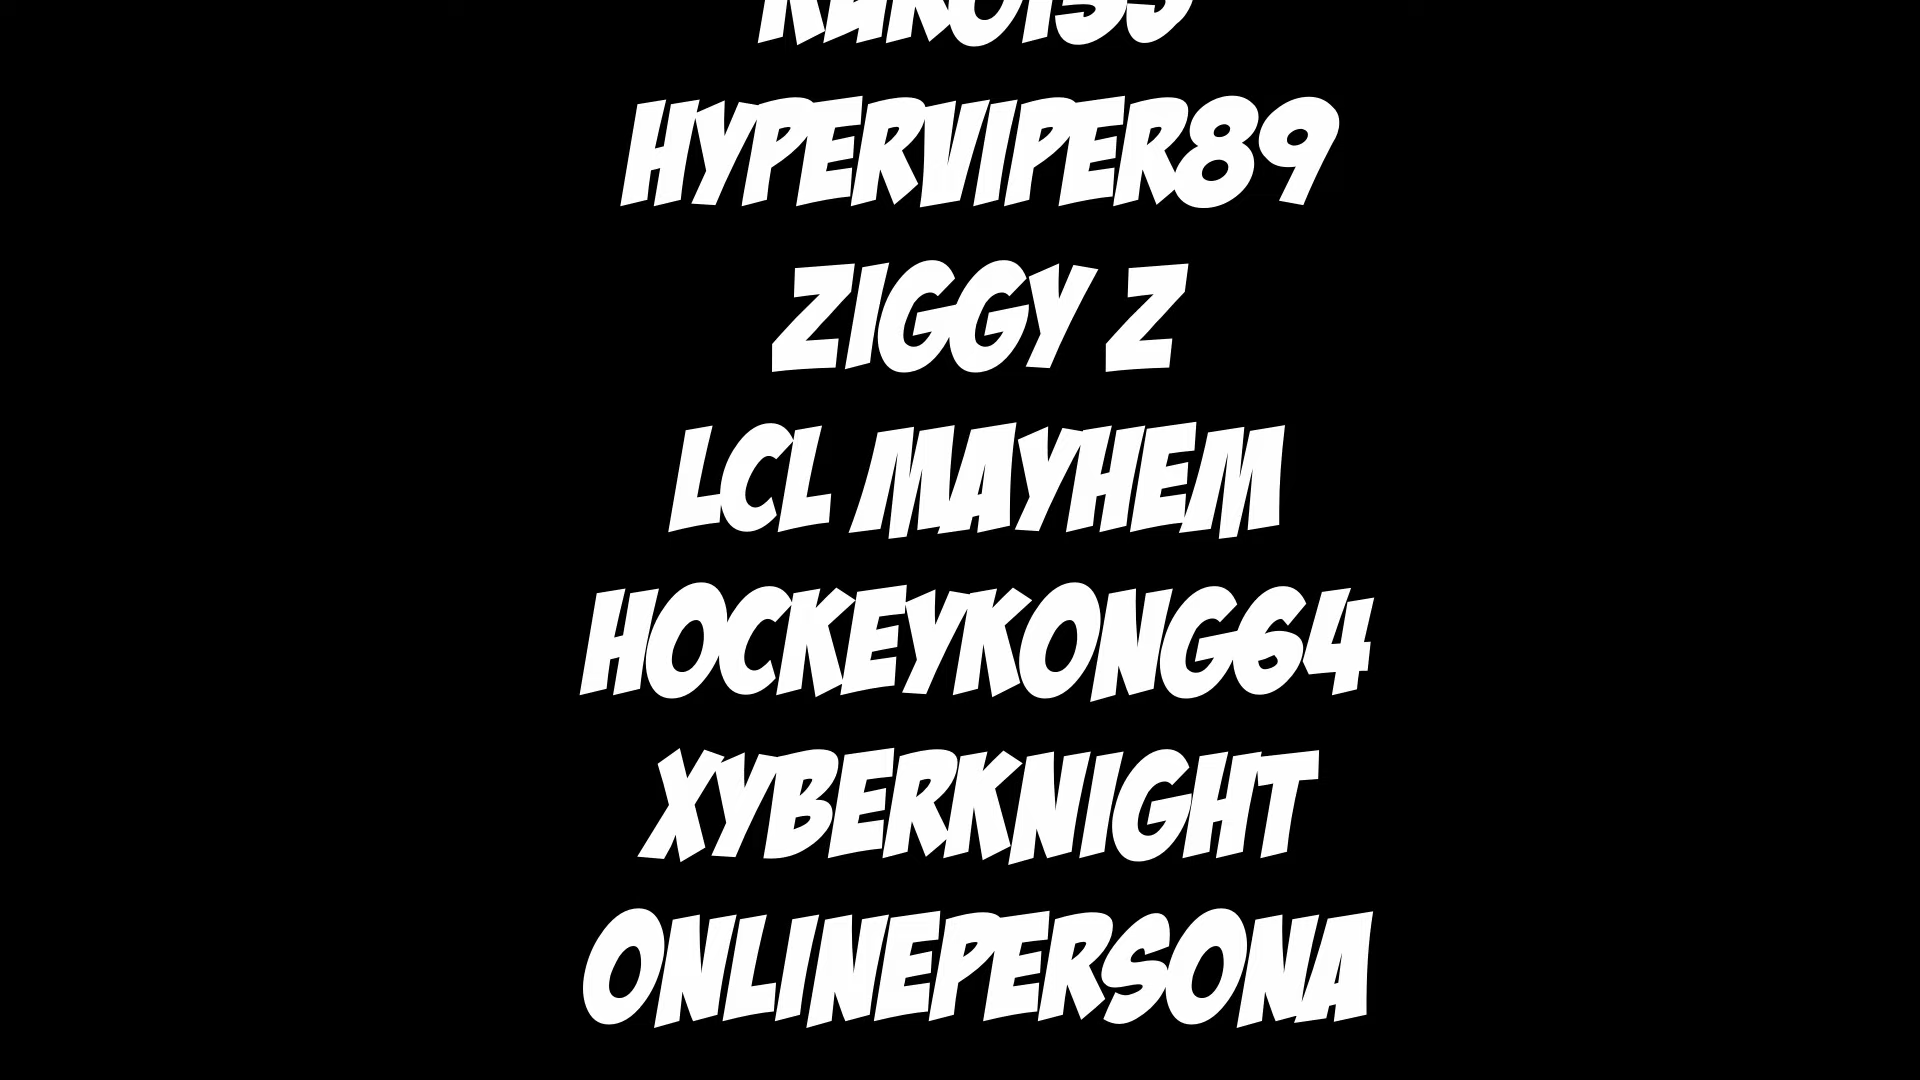 HYPERVIPER89
ZIGGY Z
LCL MAYHEM
HOCKEYKONG64
XYBERKNIGHT
ONLINEPERSONA